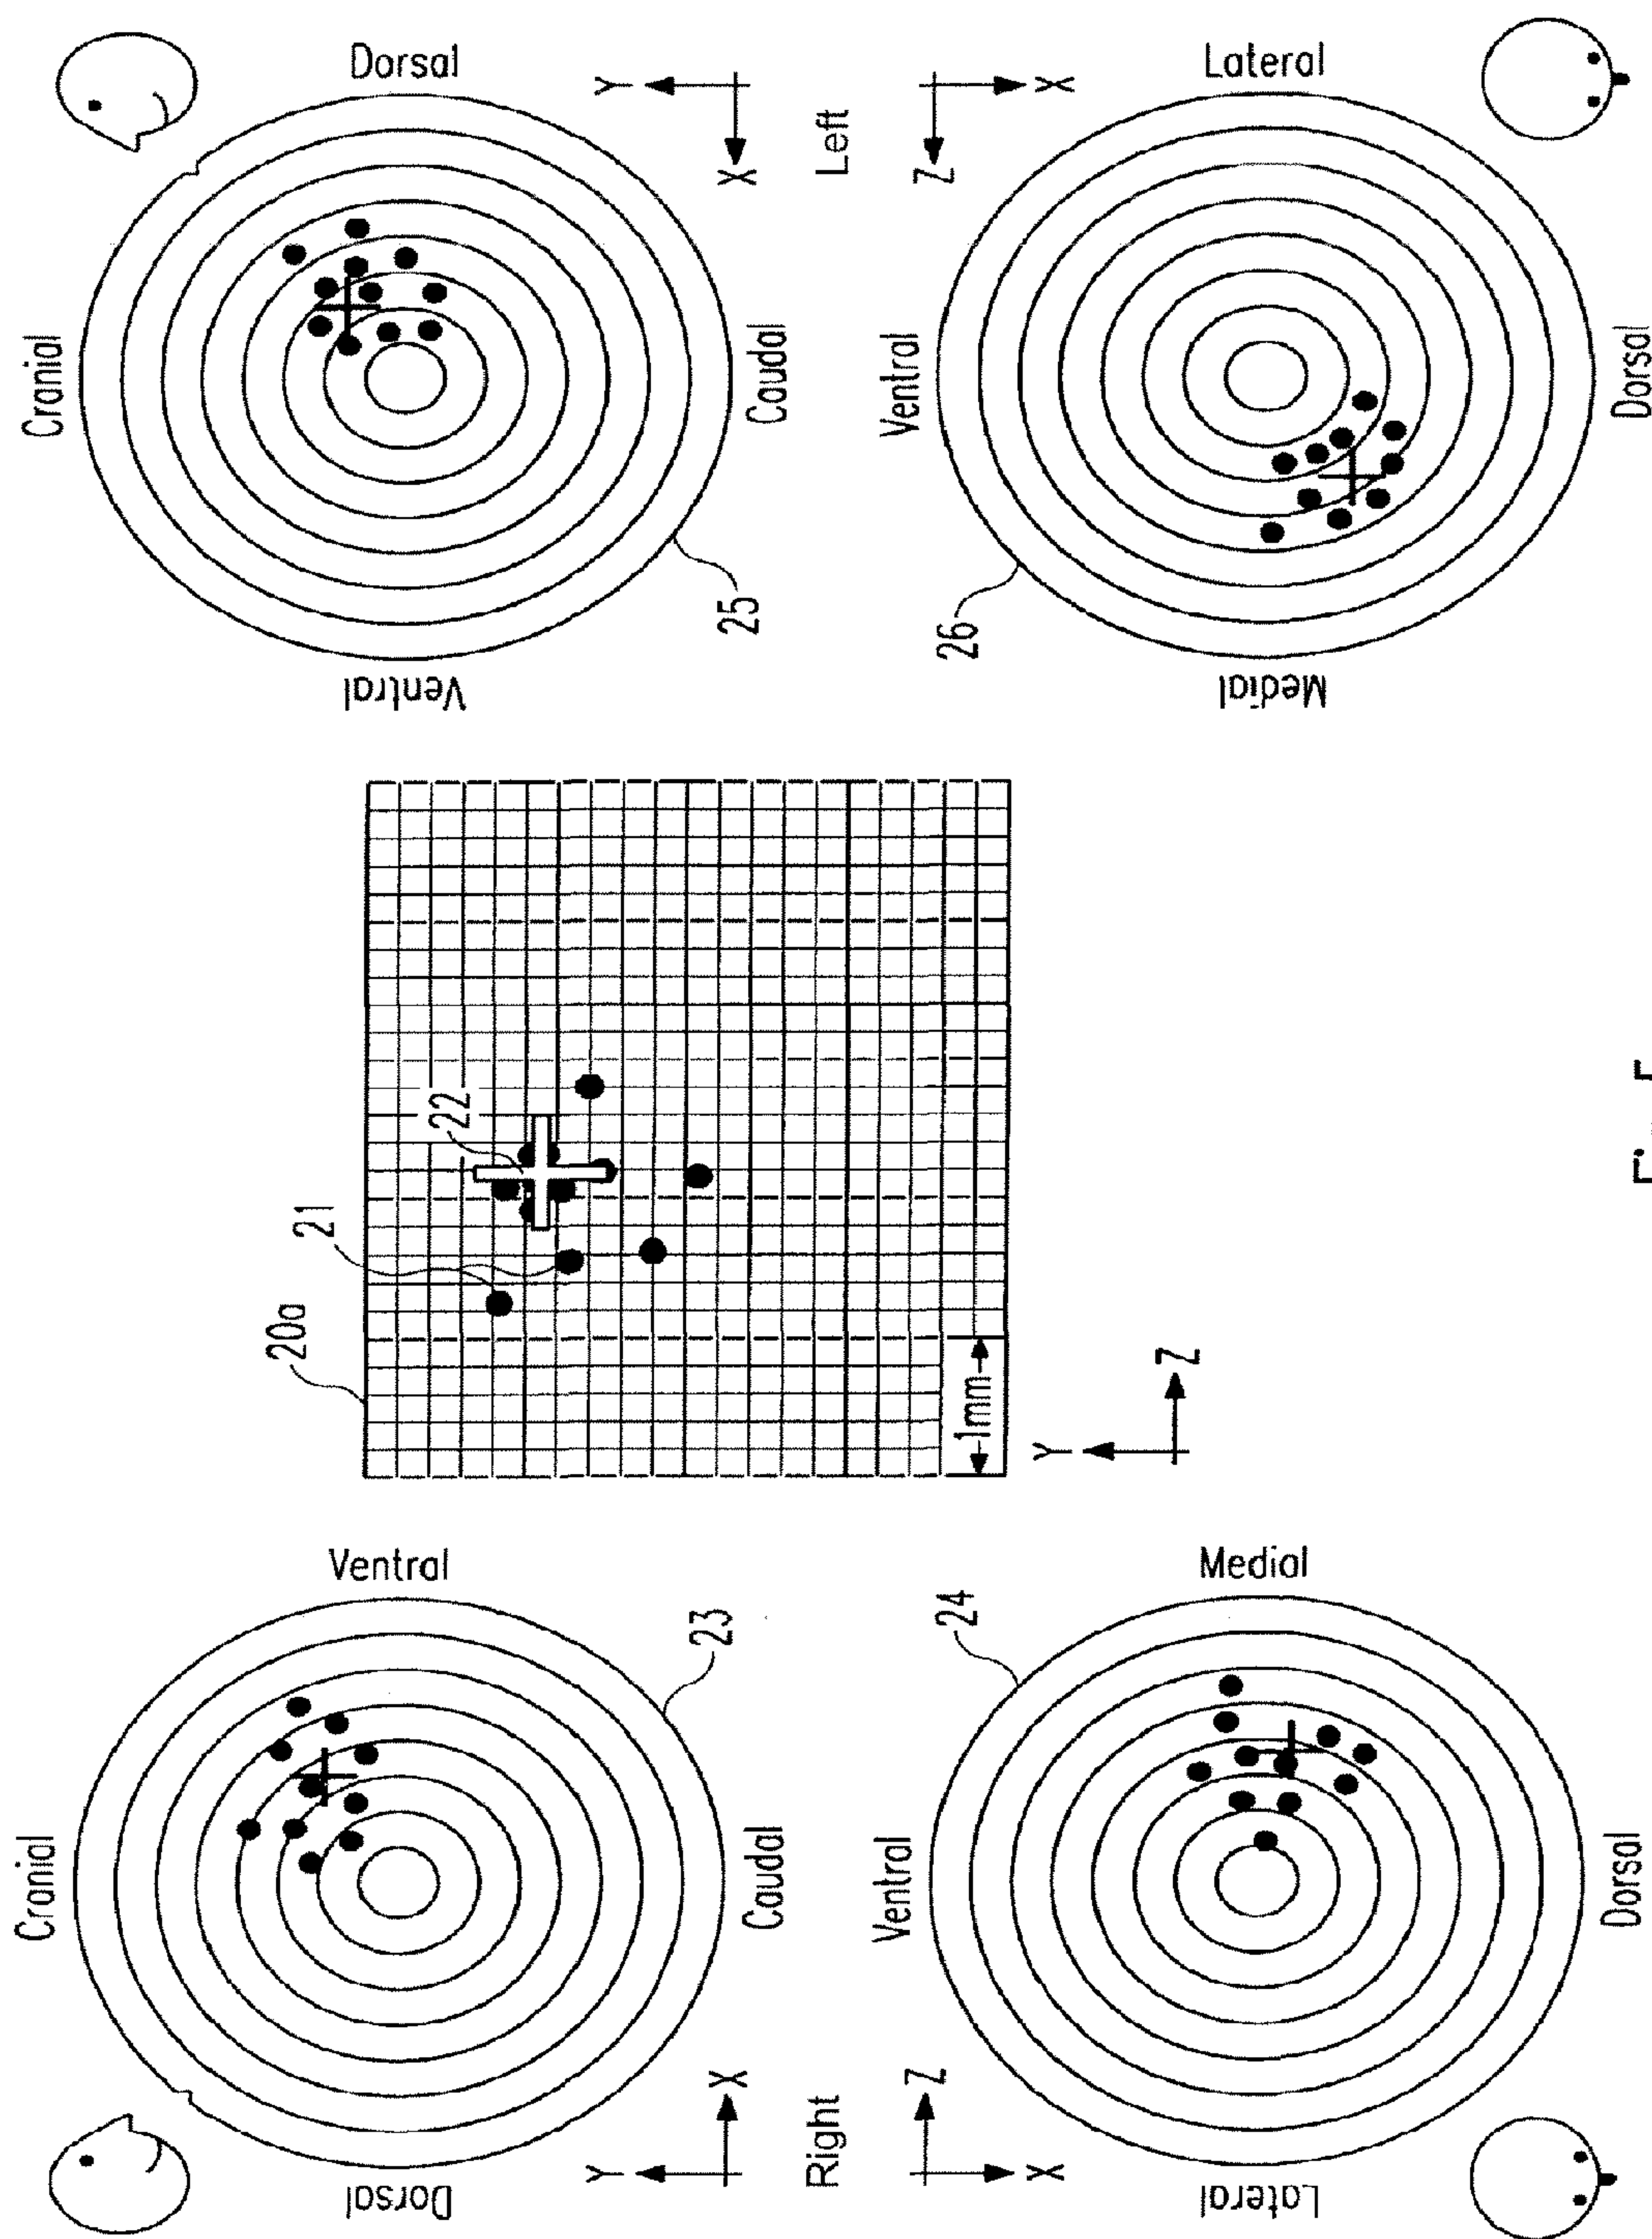 Cranial
Dorsal
Ventral
23
Caudal
Y
X
Right
Z
X
Ventral
24
Lateral
Medial
Dorsal
20a
21
22
1mm
Y
Z
Cranial
Ventral
Dorsal
25
Caudal
Y
X
Left
Z
X
26
Ventral
Medial
Lateral
Dorsal